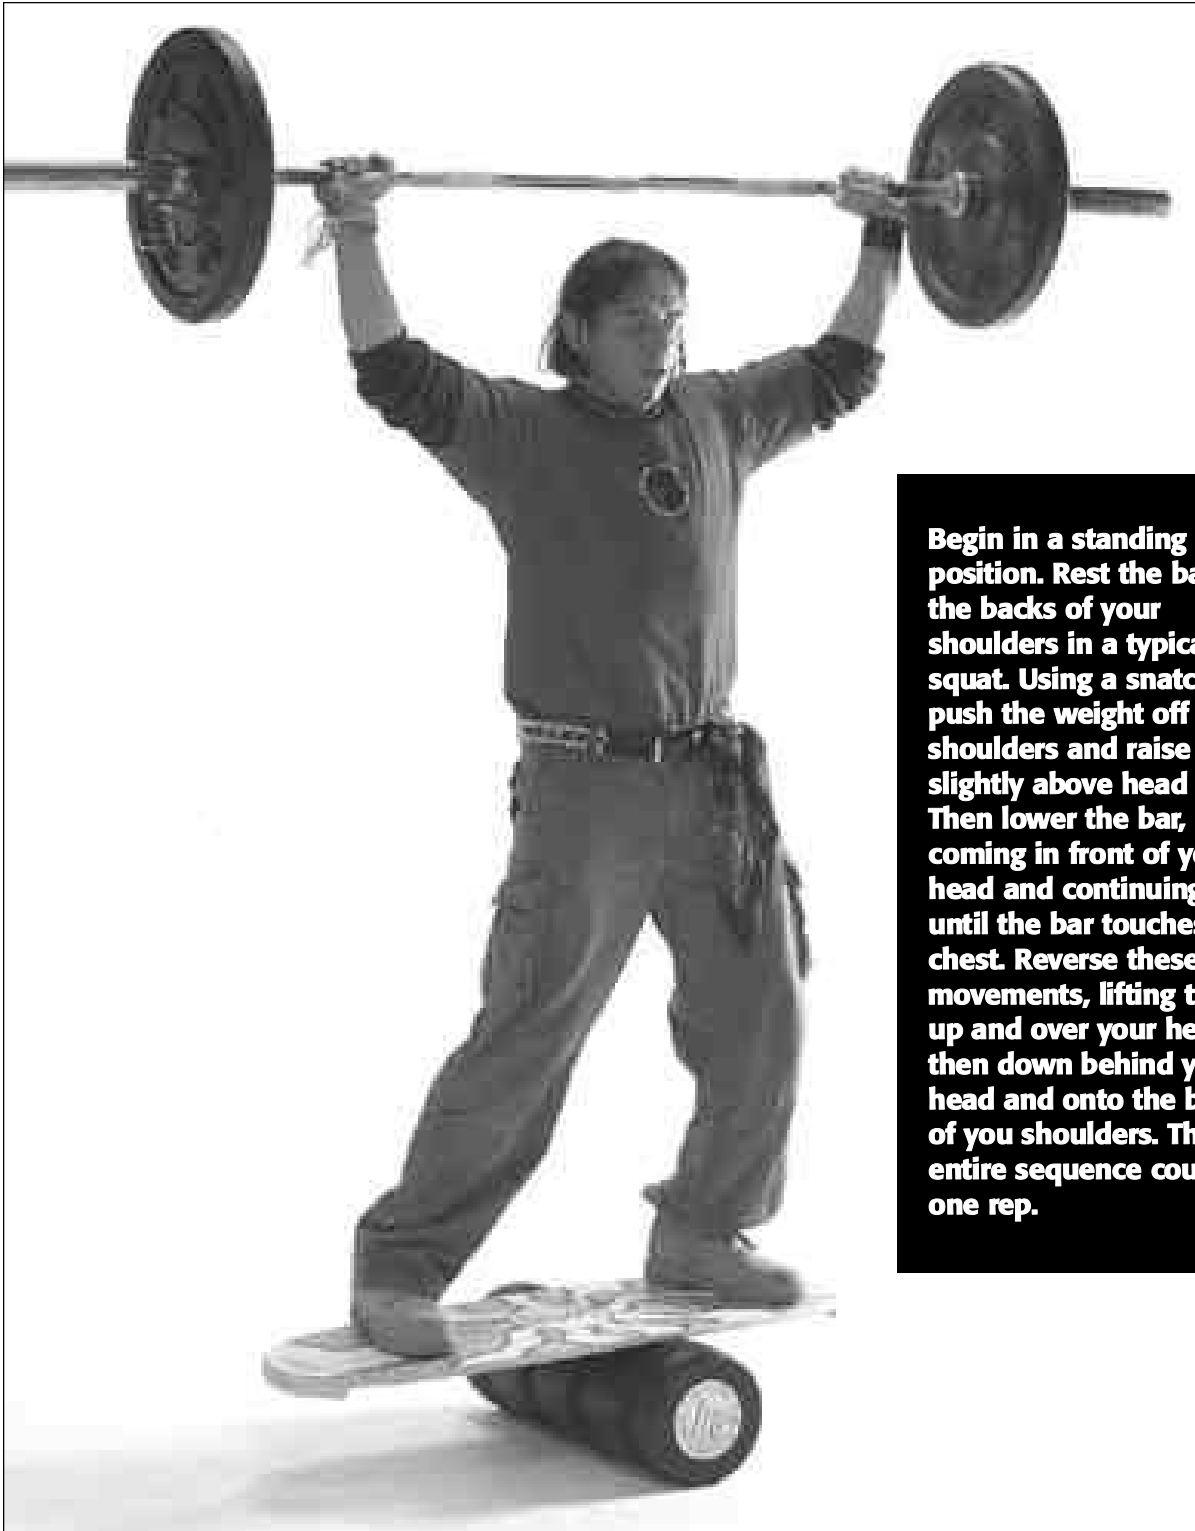 Begin in a standing
position. Rest the ba
the backs of your
shoulders in a typica
squat. Using a snatc
push the weight off
shoulders and raise
slightly above head
Then lower the bar,
coming in front of yo
head and continuing
until the bar touches
chest. Reverse these
movements, lifting t
up and over your he
then down behind y
head and onto the b
of you shoulders. Th
entire sequence cou
one rep.